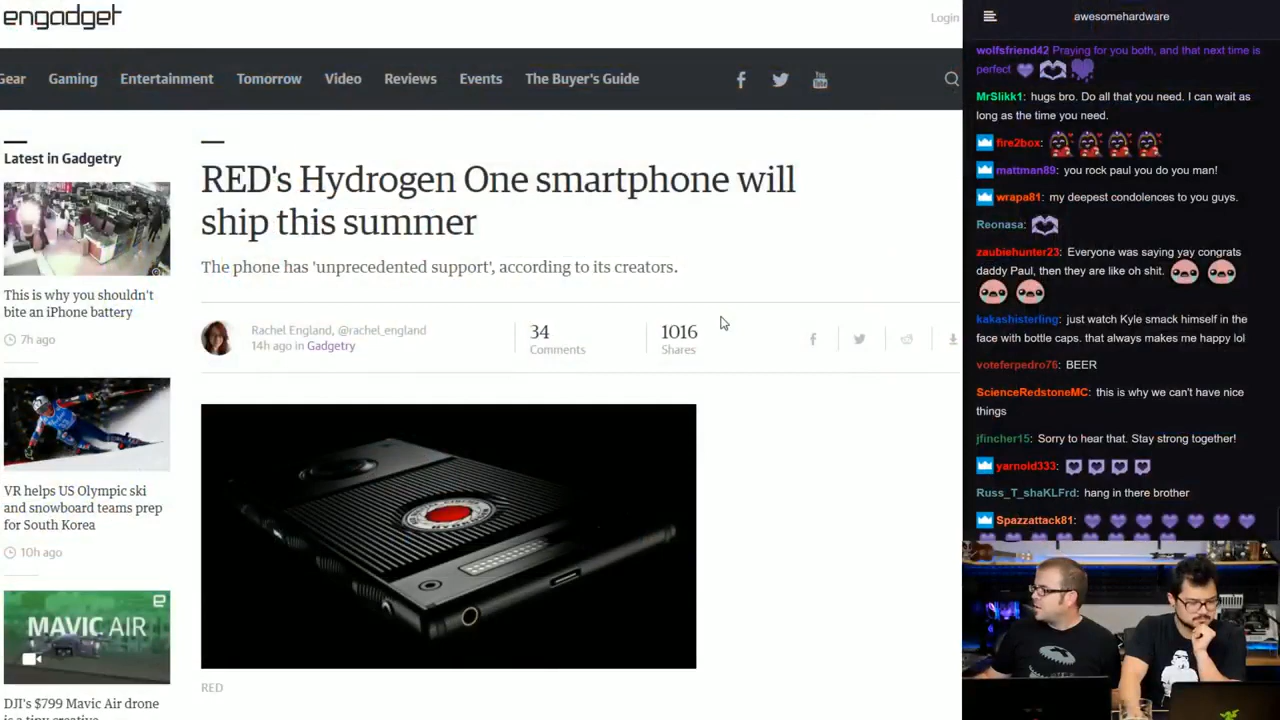 engadget
Login
Gear Gaming Entertainment Tomorrow Video Reviews Events The Buyer's Guide
Latest in Gadgetry
This is why you shouldn't
bite an iPhone battery
7h ago
VR helps US Olympic ski
and snowboard teams prep
for South Korea
10h ago
MAVIC AIR
DJI's $799 Mavic Air drone
RED's Hydrogen One smartphone will
ship this summer
The phone has 'unprecedented support', according to its creators.
Rachel England, @rachel_england
14h ago in Gadgetry
34
Comments
1016
Shares
RED
awesomehardware
wolfsfriend42 Praying for you both, and that next time is
perfect
MrSlikk1: hugs bro. Do all that you need. I can wait as
long as the time you need.
fire2box:
mattman89: you rock paul you do you man!
wrapa81: my deepest condolences to you guys.
Reonasa:
zaubiehunter23: Everyone was saying yay congrats
daddy Paul, then they are like oh shit.
kakashisterling: just watch Kyle smack himself in the
face with bottle caps. that always makes me happy lol
voteferpedro76: BEER
ScienceRedstoneMC: this is why we can't have nice
things
jfincher15: Sorry to hear that. Stay strong together!
yarnold333:
Russ_T_shaKLFrd: hang in there brother
Spazzattack81: